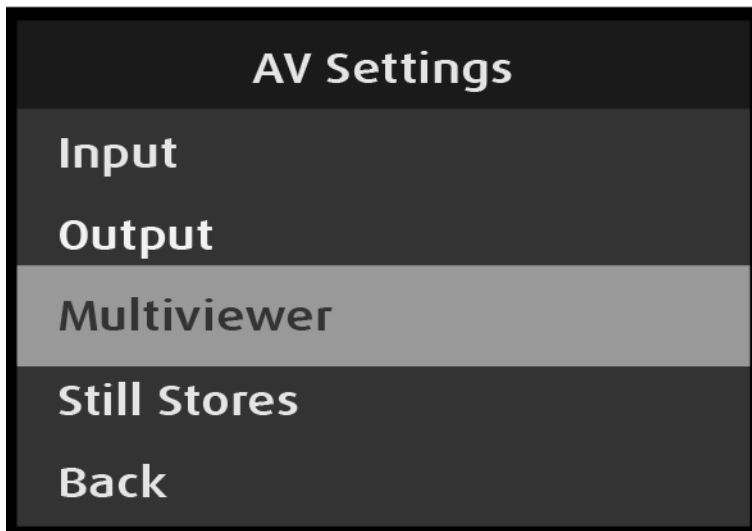 AV Settings
Input
Output
Multiviewer
Still Stores
Back